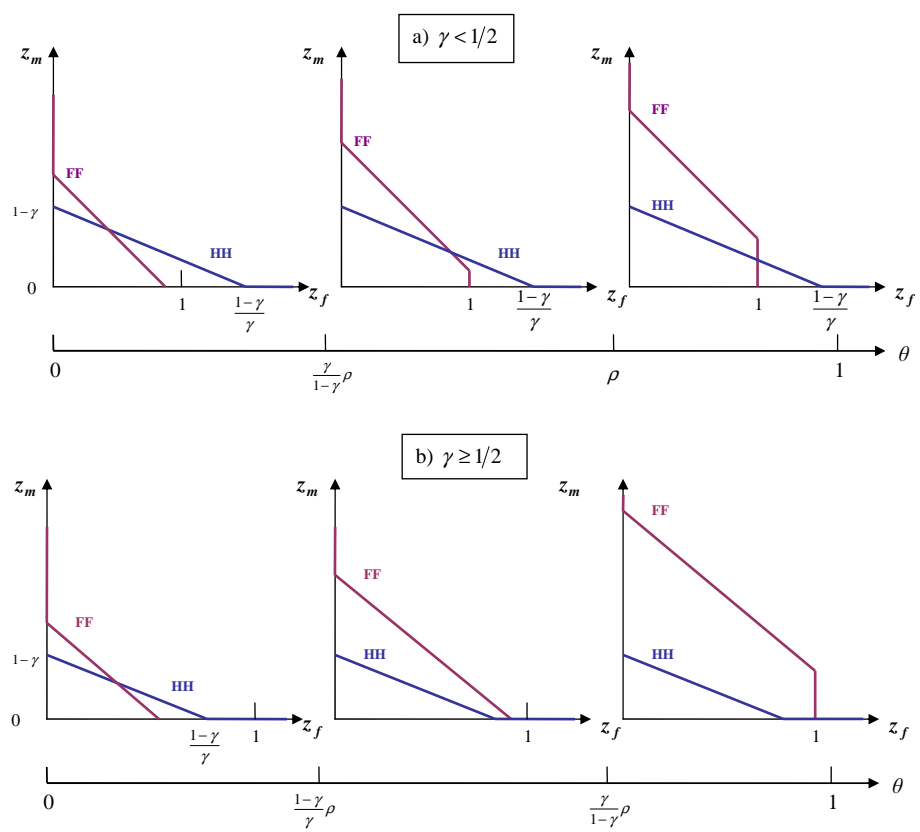 a) γ < 1/2
z_m z_m z_m
FF FF FF
1−γ HH HH HH
0 1 (1−γ)/γ z_f 1 (1−γ)/γ z_f 1 (1−γ)/γ z_f
0 γ/(1−γ) ρ ρ 1 θ
b) γ ≥ 1/2
z_m z_m z_m
FF FF FF
1−γ HH HH HH
0 (1−γ)/γ 1 z_f 1 z_f 1 z_f
0 (1−γ)/γ ρ γ/(1−γ) ρ 1 θ